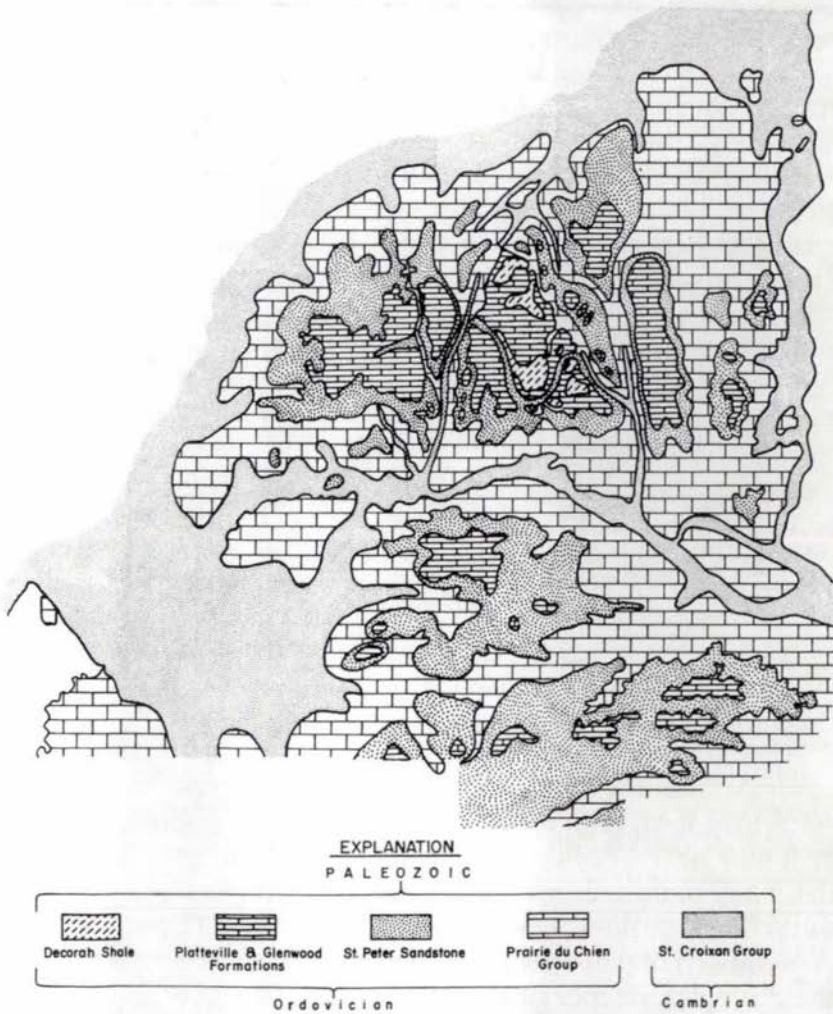 EXPLANATION
PALEOZOIC
Decorah Shale
Platteville & Glenwood
Formations
St. Peter Sandstone
Prairie du Chien
Group
St. Croixan Group
Ordovician
Cambrian